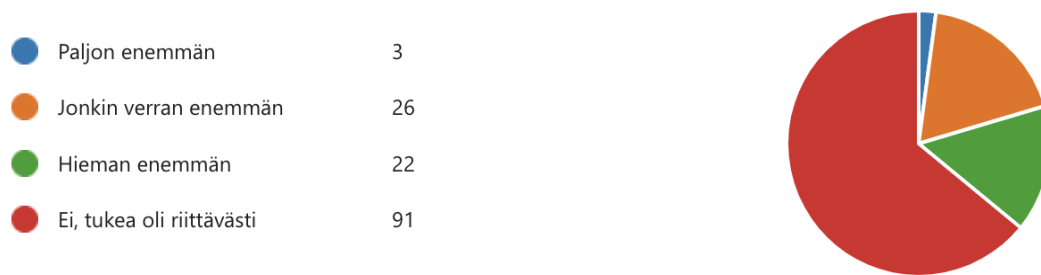 Paljon enemmän 3
Jonkin verran enemmän 26
Hieman enemmän 22
Ei, tukea oli riittävästi 91